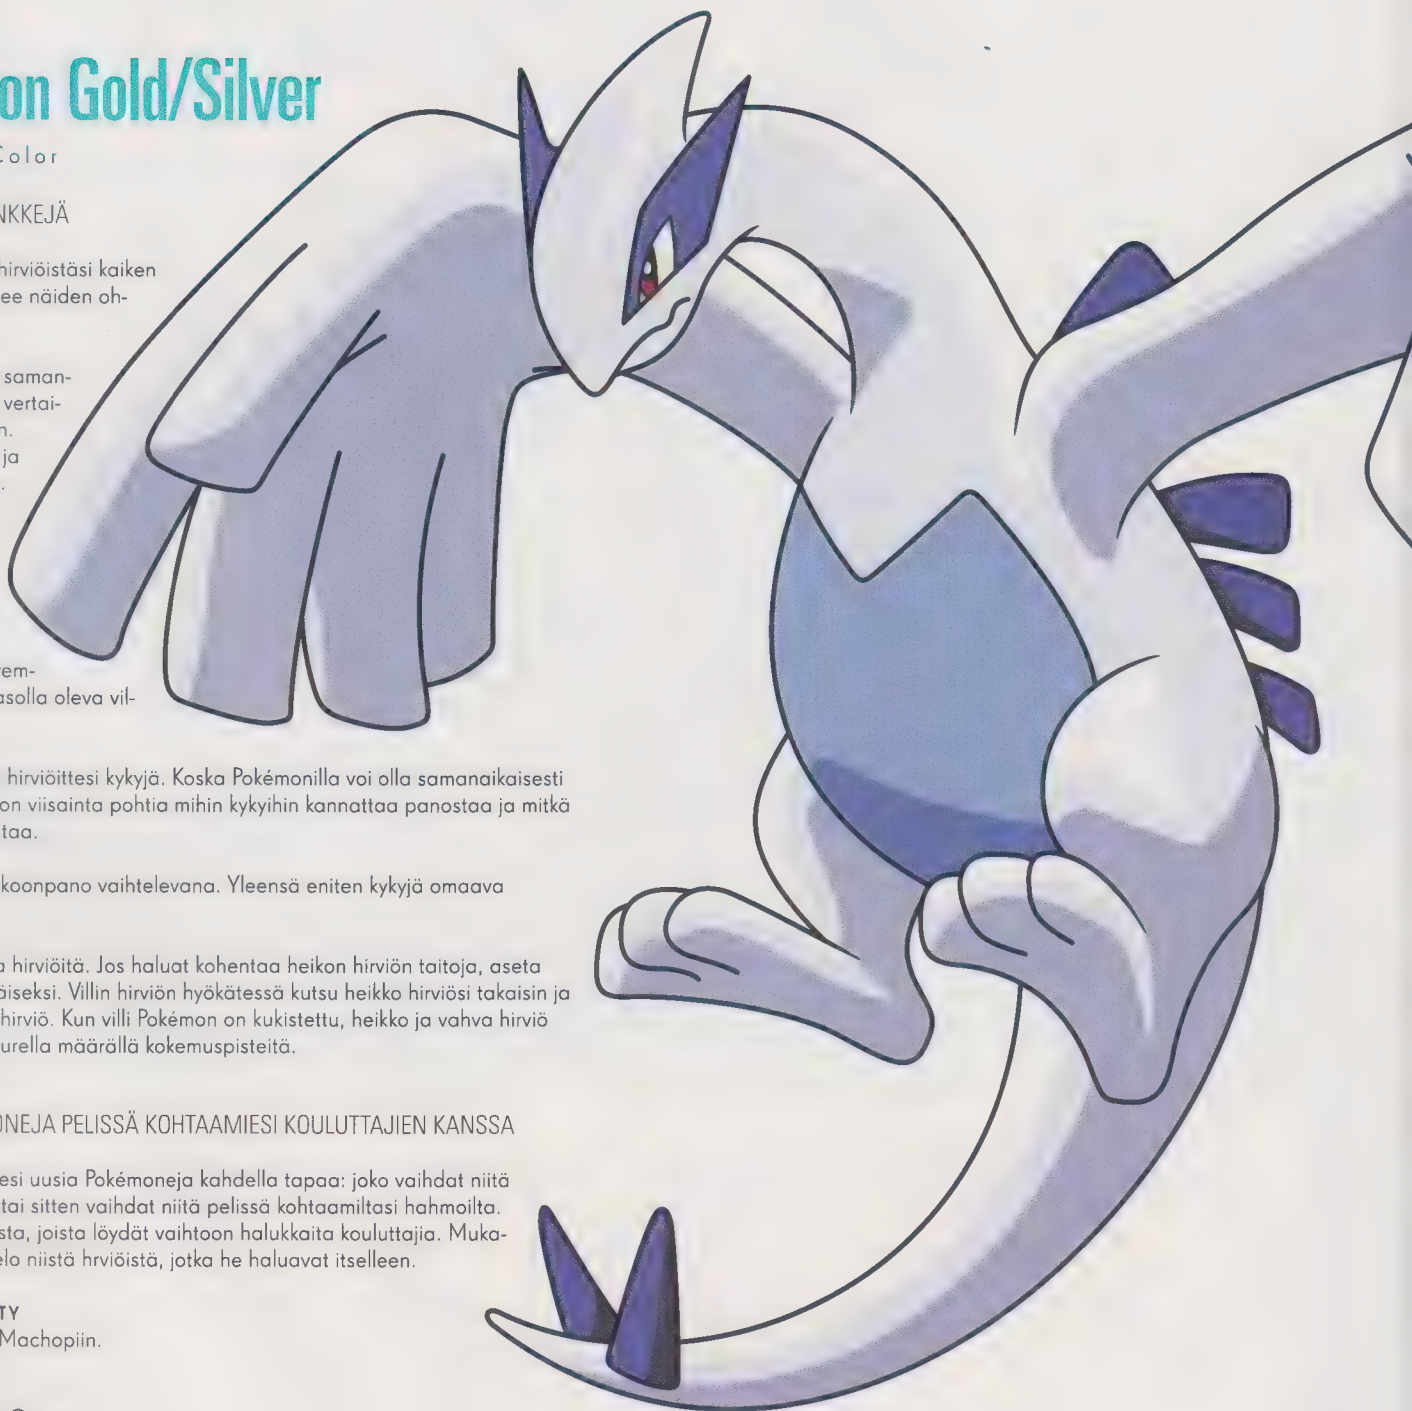 on Gold/Silver
Color
NKKEJÄ
hirviöistäsi kaiken
ee näiden oh-
saman-
vertai-
n.
ja
.
em-
asolla oleva vil-
hirviöittesi kykyjä. Koska Pokémonilla voi olla samanaikaisesti
on viisainta pohtia mihin kykyihin kannattaa panostaa ja mitkä
taa.
koonpano vaihtelevana. Yleensä eniten kykyjä omaava
a hirviöitä. Jos haluat kohentaa heikon hirviön taitoja, aseta
äiseksi. Villin hirviön hyökätessä kutsu heikko hirviösi takaisin ja
hirviö. Kun villi Pokémon on kukistettu, heikko ja vahva hirviö
urella määrällä kokemuspisteitä.
ONEJA PELISSÄ KOHTAAMIESI KOULUTTAJIEN KANSSA
esi uusia Pokémoneja kahdella tapaa: joko vaihdat niitä
tai sitten vaihdat niitä pelissä kohtaamiltasi hahmoilta.
sta, joista löydät vaihtoon halukkaita kouluttajia. Muka-
elo niistä hrviöistä, jotka he haluavat itselleen.
TY
Machopiin.